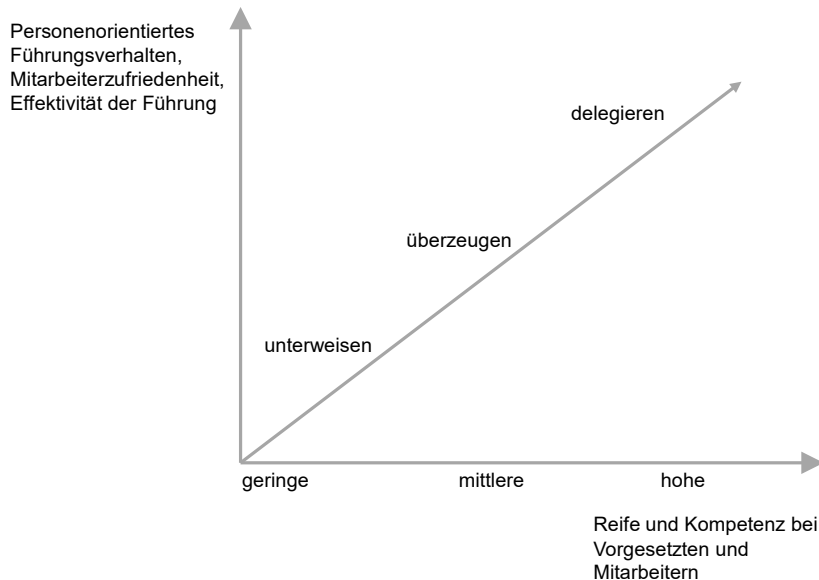 Personenorientiertes
Führungsverhalten,
Mitarbeiterzufriedenheit,
Effektivität der Führung
delegieren
überzeugen
unterweisen
geringe
mittlere
hohe
Reife und Kompetenz bei
Vorgesetzten und
Mitarbeitern